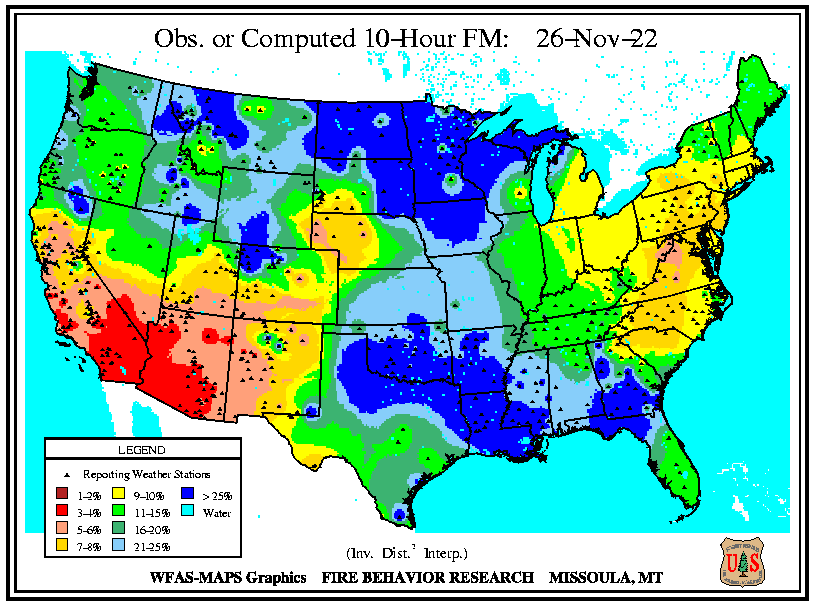 Obs. or Computed 10-Hour FM: 26-Nov-22
LEGEND
Reporting Weather Stations
1-2%
3-4%
5-6%
7-8%
9-10%
11-15%
16-20%
21-25%
> 25%
Water
(Inv. Dist.² Interp.)
WFAS-MAPS Graphics FIRE BEHAVIOR RESEARCH MISSOULA, MT
U S